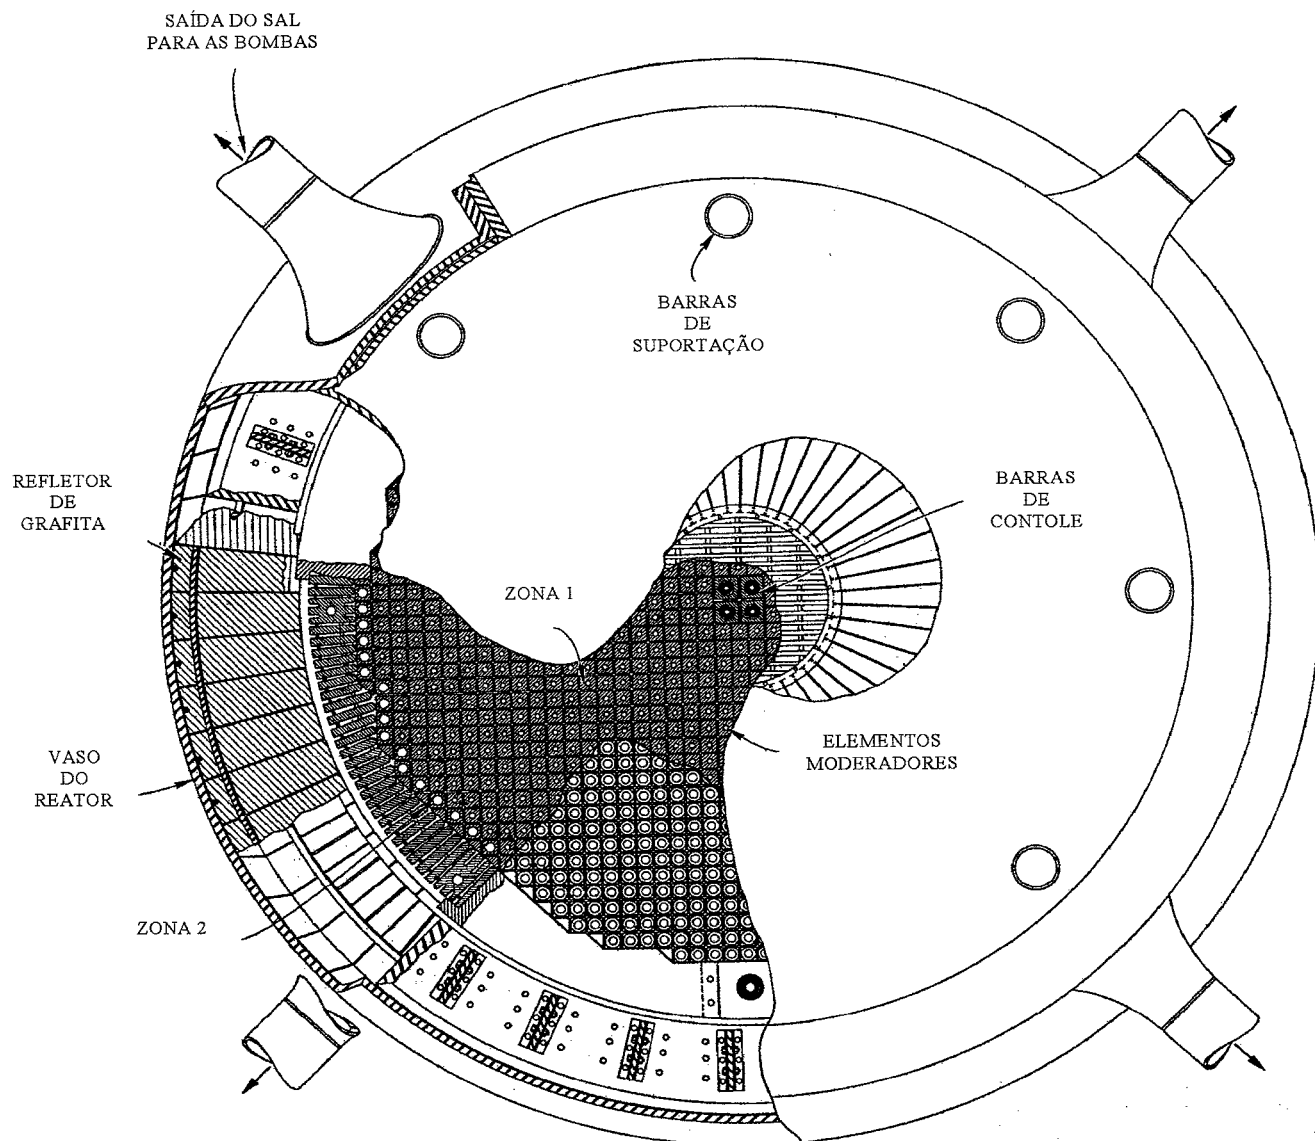 SAÍDA DO SAL
PARA AS BOMBAS
BARRAS
DE
SUPORTAÇÃO
REFLETOR
DE
GRAFITA
BARRAS
DE
CONTOLE
ZONA 1
ELEMENTOS
MODERADORES
VASO
DO
REATOR
ZONA 2